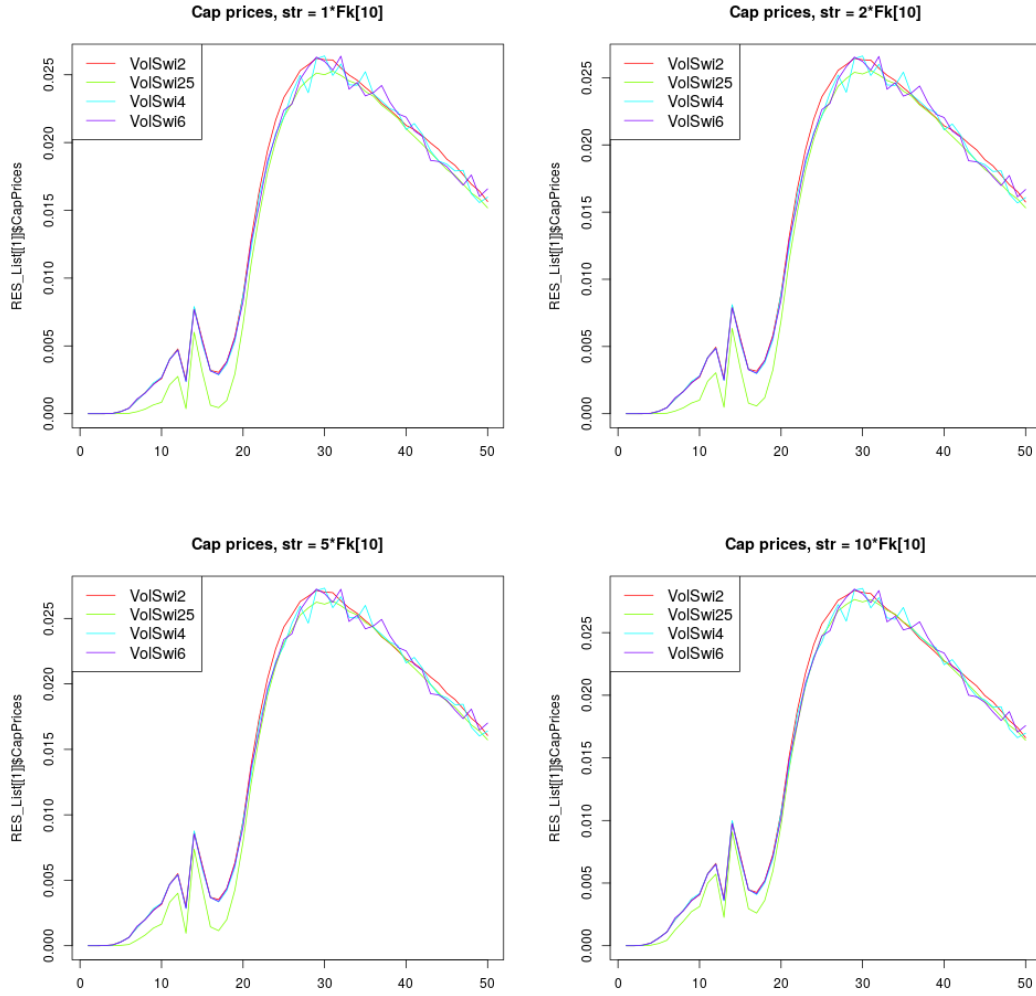 Cap prices, str = 1*Fk[10]
VolSwi2
VolSwi25
VolSwi4
VolSwi6
RES_List[[1]]$CapPrices
0.000 0.005 0.010 0.015 0.020 0.025
0 10 20 30 40 50
Cap prices, str = 2*Fk[10]
VolSwi2
VolSwi25
VolSwi4
VolSwi6
RES_List[[1]]$CapPrices
0.000 0.005 0.010 0.015 0.020 0.025
0 10 20 30 40 50
Cap prices, str = 5*Fk[10]
VolSwi2
VolSwi25
VolSwi4
VolSwi6
RES_List[[1]]$CapPrices
0.000 0.005 0.010 0.015 0.020 0.025
0 10 20 30 40 50
Cap prices, str = 10*Fk[10]
VolSwi2
VolSwi25
VolSwi4
VolSwi6
RES_List[[1]]$CapPrices
0.000 0.005 0.010 0.015 0.020 0.025
0 10 20 30 40 50